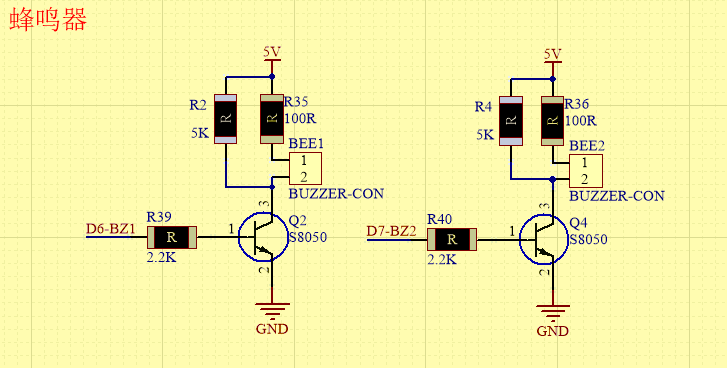 蜂鸣器
5V
R2
5K
R
R35
100R
R
BEE1
1
2
BUZZER-CON
D6-BZ1
R39
R
2.2K
1
3
2
Q2
S8050
GND
5V
R4
5K
R
R36
100R
R
BEE2
1
2
BUZZER-CON
D7-BZ2
R40
R
2.2K
1
3
2
Q4
S8050
GND